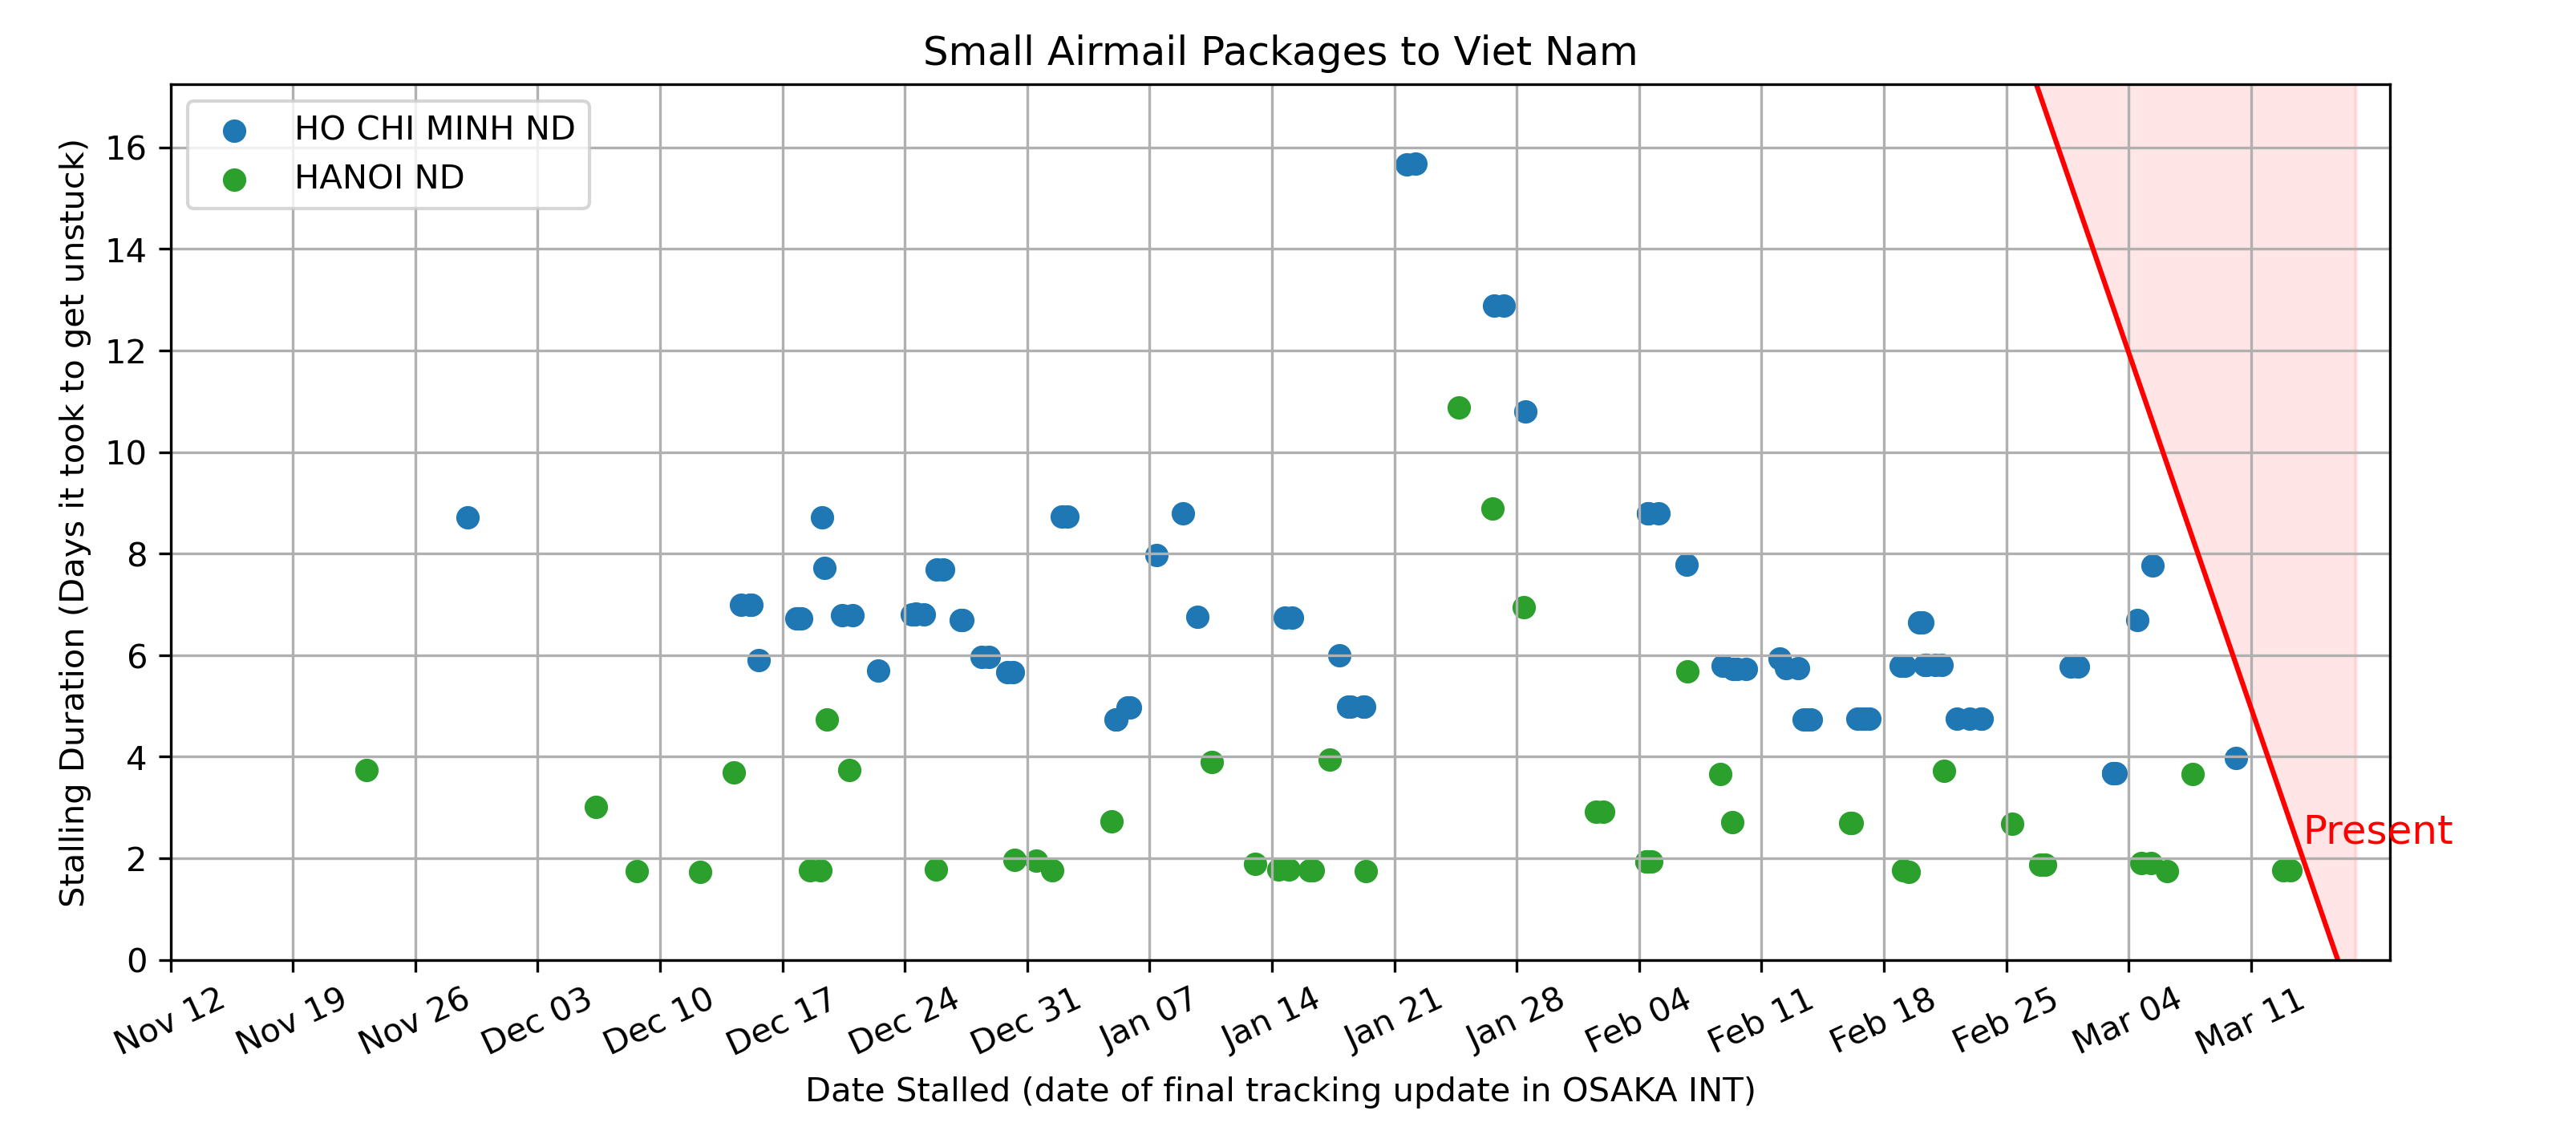 Small Airmail Packages to Viet Nam
HO CHI MINH ND
HANOI ND
Stalling Duration (Days it took to get unstuck)
16
14
12
10
8
6
4
2
0
Present
Nov 12
Nov 19
Nov 26
Dec 03
Dec 10
Dec 17
Dec 24
Dec 31
Jan 07
Jan 14
Jan 21
Jan 28
Feb 04
Feb 11
Feb 18
Feb 25
Mar 04
Mar 11
Date Stalled (date of final tracking update in OSAKA INT)